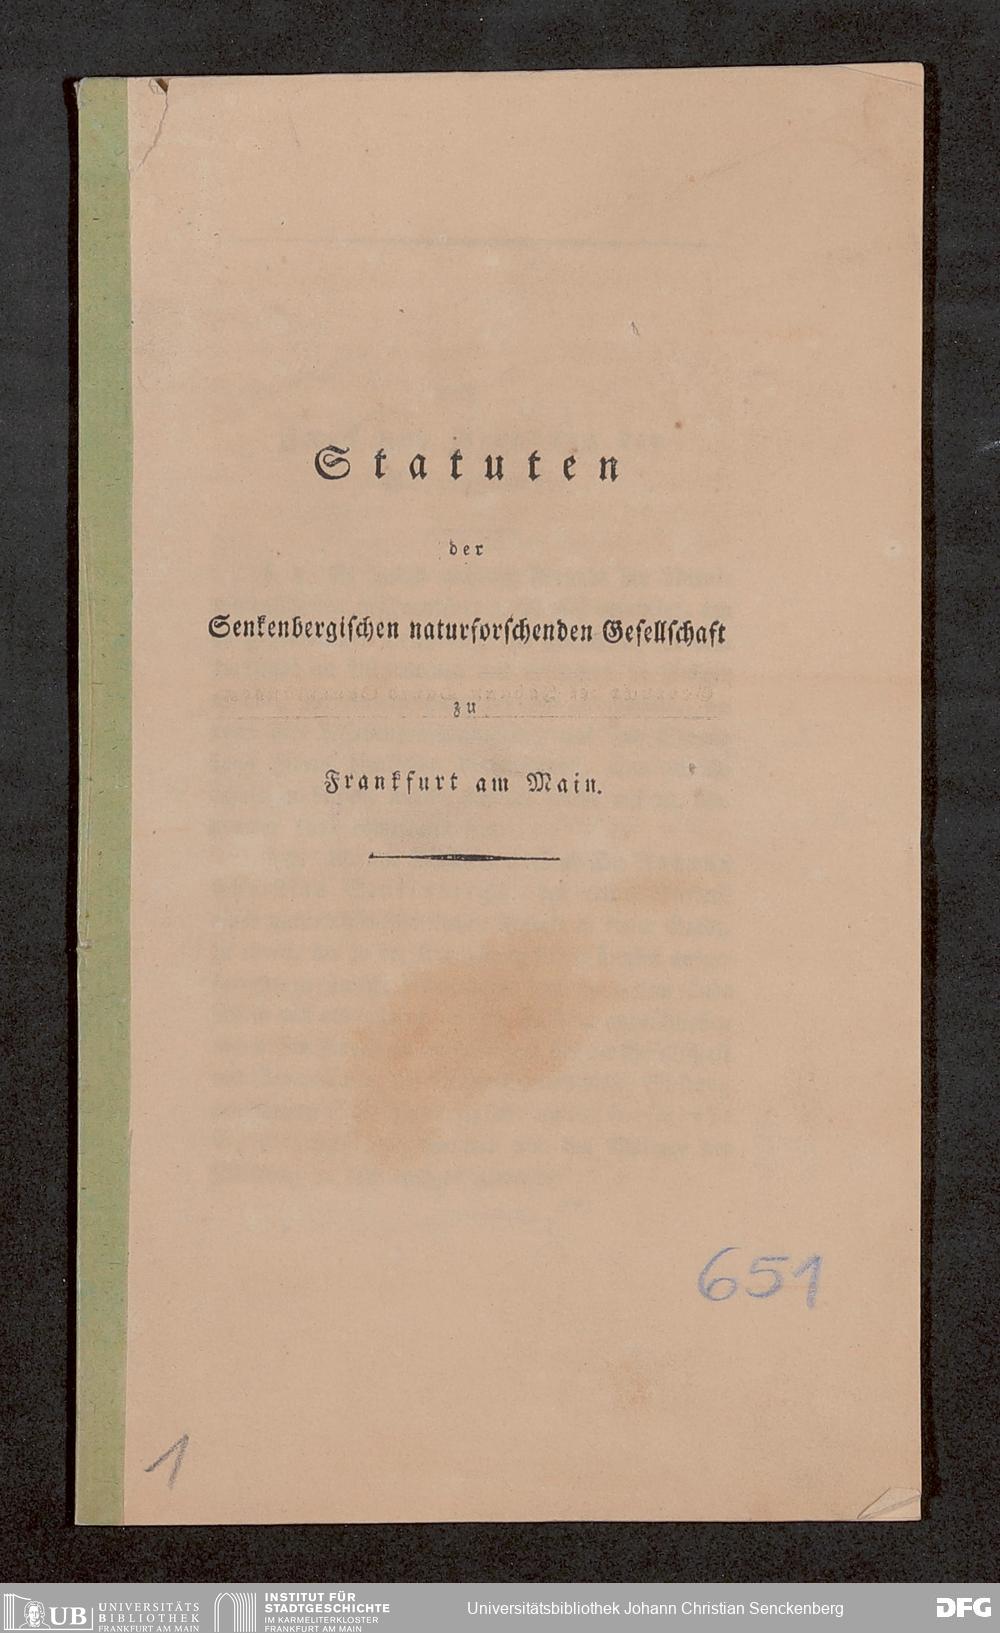 Statuten
der
Senkenbergischen naturforschenden Gesellschaft
zu
Frankfurt am Main.
651
1
UB UNIVERSITÄTS
BIBLIOTHEK
FRANKFURT AM MAIN
INSTITUT FÜR
STADTGESCHICHTE
IM KARMELITERKLOSTER
FRANKFURT AM MAIN
Universitätsbibliothek Johann Christian Senckenberg
DFG